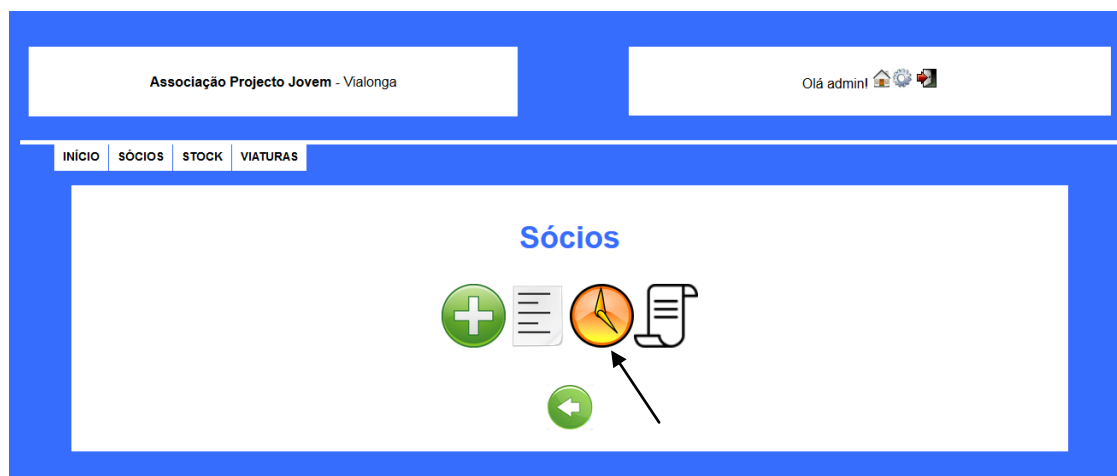 Associação Projecto Jovem - Vialonga
Olá admin!
INÍCIO SÓCIOS STOCK VIATURAS
Sócios